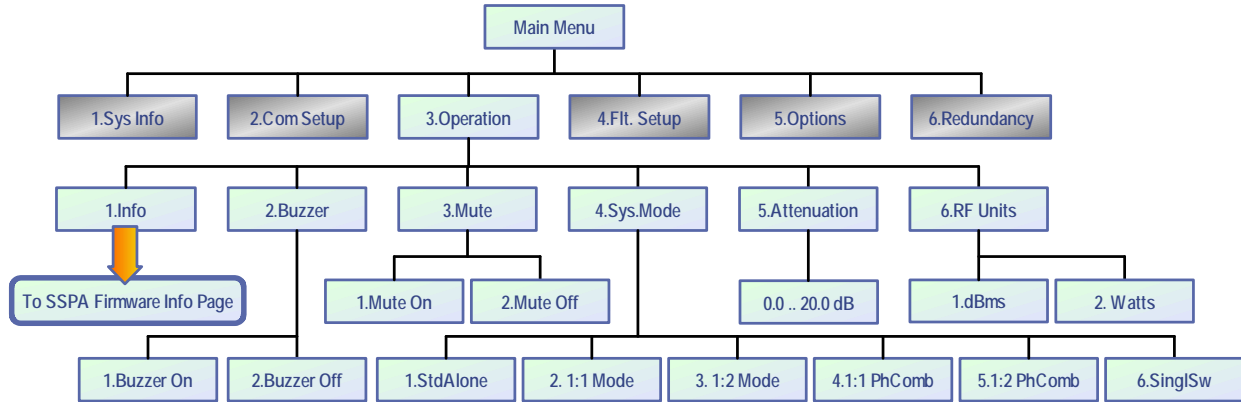 Main Menu
1.Sys Info
2.Com Setup
3.Operation
4.Flt. Setup
5.Options
6.Redundancy
1.Info
2.Buzzer
3.Mute
4.Sys.Mode
5.Attenuation
6.RF Units
To SSPA Firmware Info Page
1.Mute On
2.Mute Off
0.0 .. 20.0 dB
1.dBms
2. Watts
1.Buzzer On
2.Buzzer Off
1.StdAlone
2. 1:1 Mode
3. 1:2 Mode
4.1:1 PhComb
5.1:2 PhComb
6.SinglSw